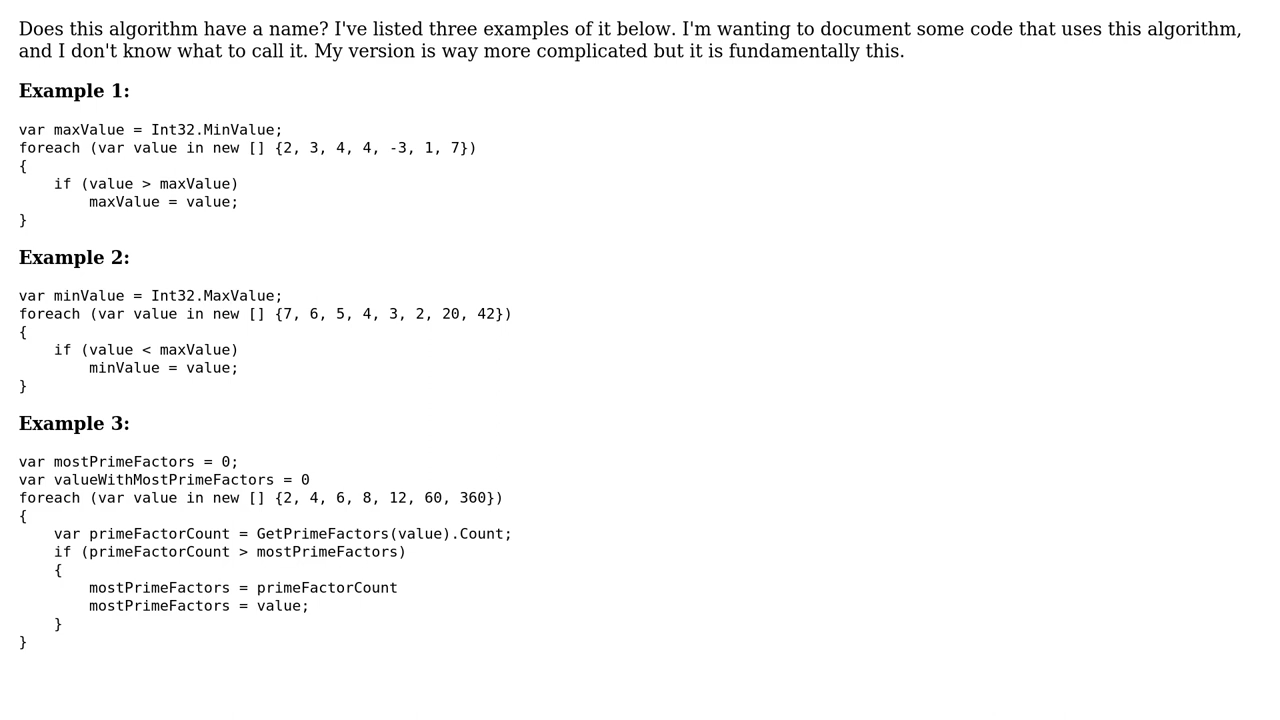 Does this algorithm have a name? I've listed three examples of it below. I'm wanting to document some code that uses this algorithm,
and I don't know what to call it. My version is way more complicated but it is fundamentally this.
Example 1:
var maxValue = Int32.MinValue;
foreach (var value in new [] {2, 3, 4, 4, -3, 1, 7})
{
    if (value > maxValue)
        maxValue = value;
}
Example 2:
var minValue = Int32.MaxValue;
foreach (var value in new [] {7, 6, 5, 4, 3, 2, 20, 42})
{
    if (value < maxValue)
        minValue = value;
}
Example 3:
var mostPrimeFactors = 0;
var valueWithMostPrimeFactors = 0
foreach (var value in new [] {2, 4, 6, 8, 12, 60, 360})
{
    var primeFactorCount = GetPrimeFactors(value).Count;
    if (primeFactorCount > mostPrimeFactors)
    {
        mostPrimeFactors = primeFactorCount
        mostPrimeFactors = value;
    }
}